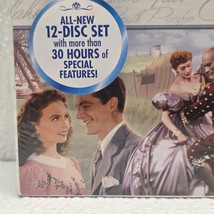 ALL-NEW
12-DISC SET
with more than
30 HOURS of
SPECIAL
FEATURES!